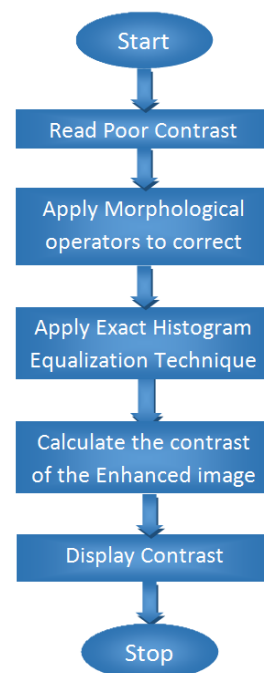 Start
Read Poor Contrast
Apply Morphological
operators to correct
Apply Exact Histogram
Equalization Technique
Calculate the contrast
of the Enhanced image
Display Contrast
Stop